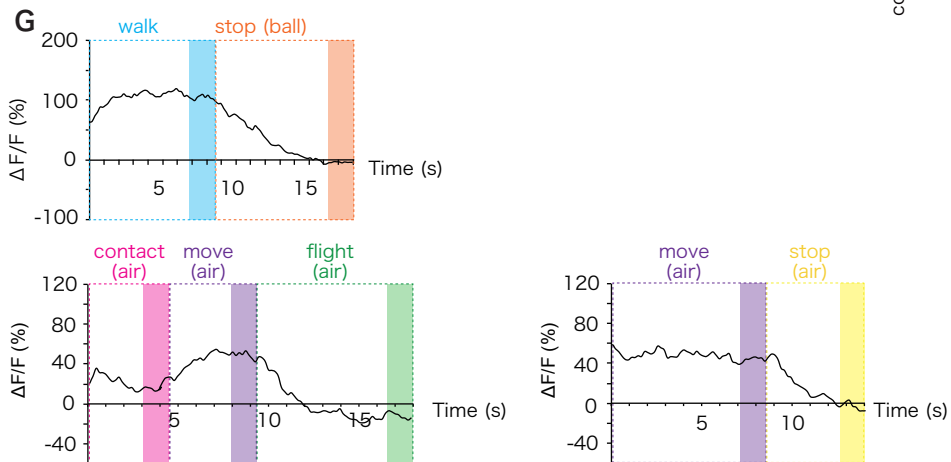 G
co
walk stop (ball)
200
100
0
-100
ΔF/F (%)
5 10 15
Time (s)
contact (air) move (air) flight (air)
120
80
40
0
-40
ΔF/F (%)
5 10 15
Time (s)
move (air) stop (air)
120
80
40
0
-40
ΔF/F (%)
5 10
Time (s)